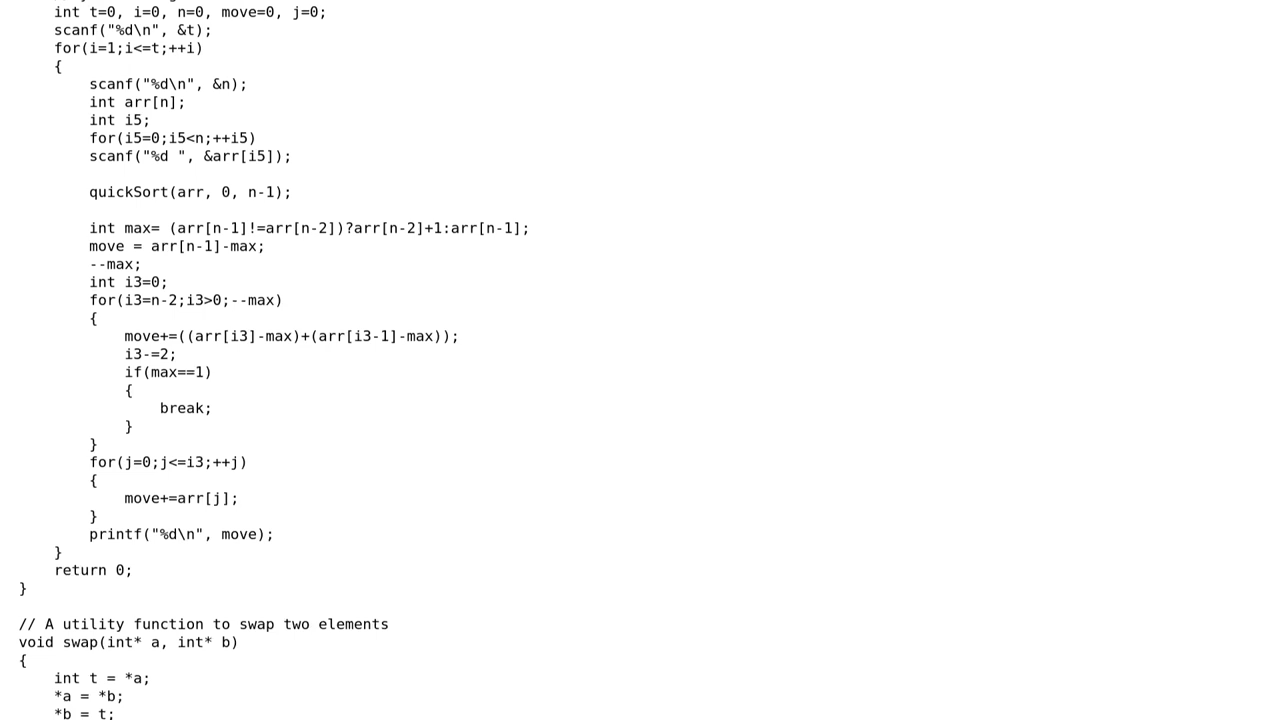 int t=0, i=0, n=0, move=0, j=0;
scanf("%d\n", &t);
for(i=1;i<=t;++i)
{
scanf("%d\n", &n);
int arr[n];
int i5;
for(i5=0;i5<n;++i5)
scanf("%d ", &arr[i5]);
quickSort(arr, 0, n-1);
int max= (arr[n-1]!=arr[n-2])?arr[n-2]+1:arr[n-1];
move = arr[n-1]-max;
--max;
int i3=0;
for(i3=n-2;i3>0;--max)
{
move+=((arr[i3]-max)+(arr[i3-1]-max));
i3-=2;
if(max==1)
{
break;
}
}
for(j=0;j<=i3;++j)
{
move+=arr[j];
}
printf("%d\n", move);
}
return 0;
}
// A utility function to swap two elements
void swap(int* a, int* b)
{
int t = *a;
*a = *b;
*b = t;